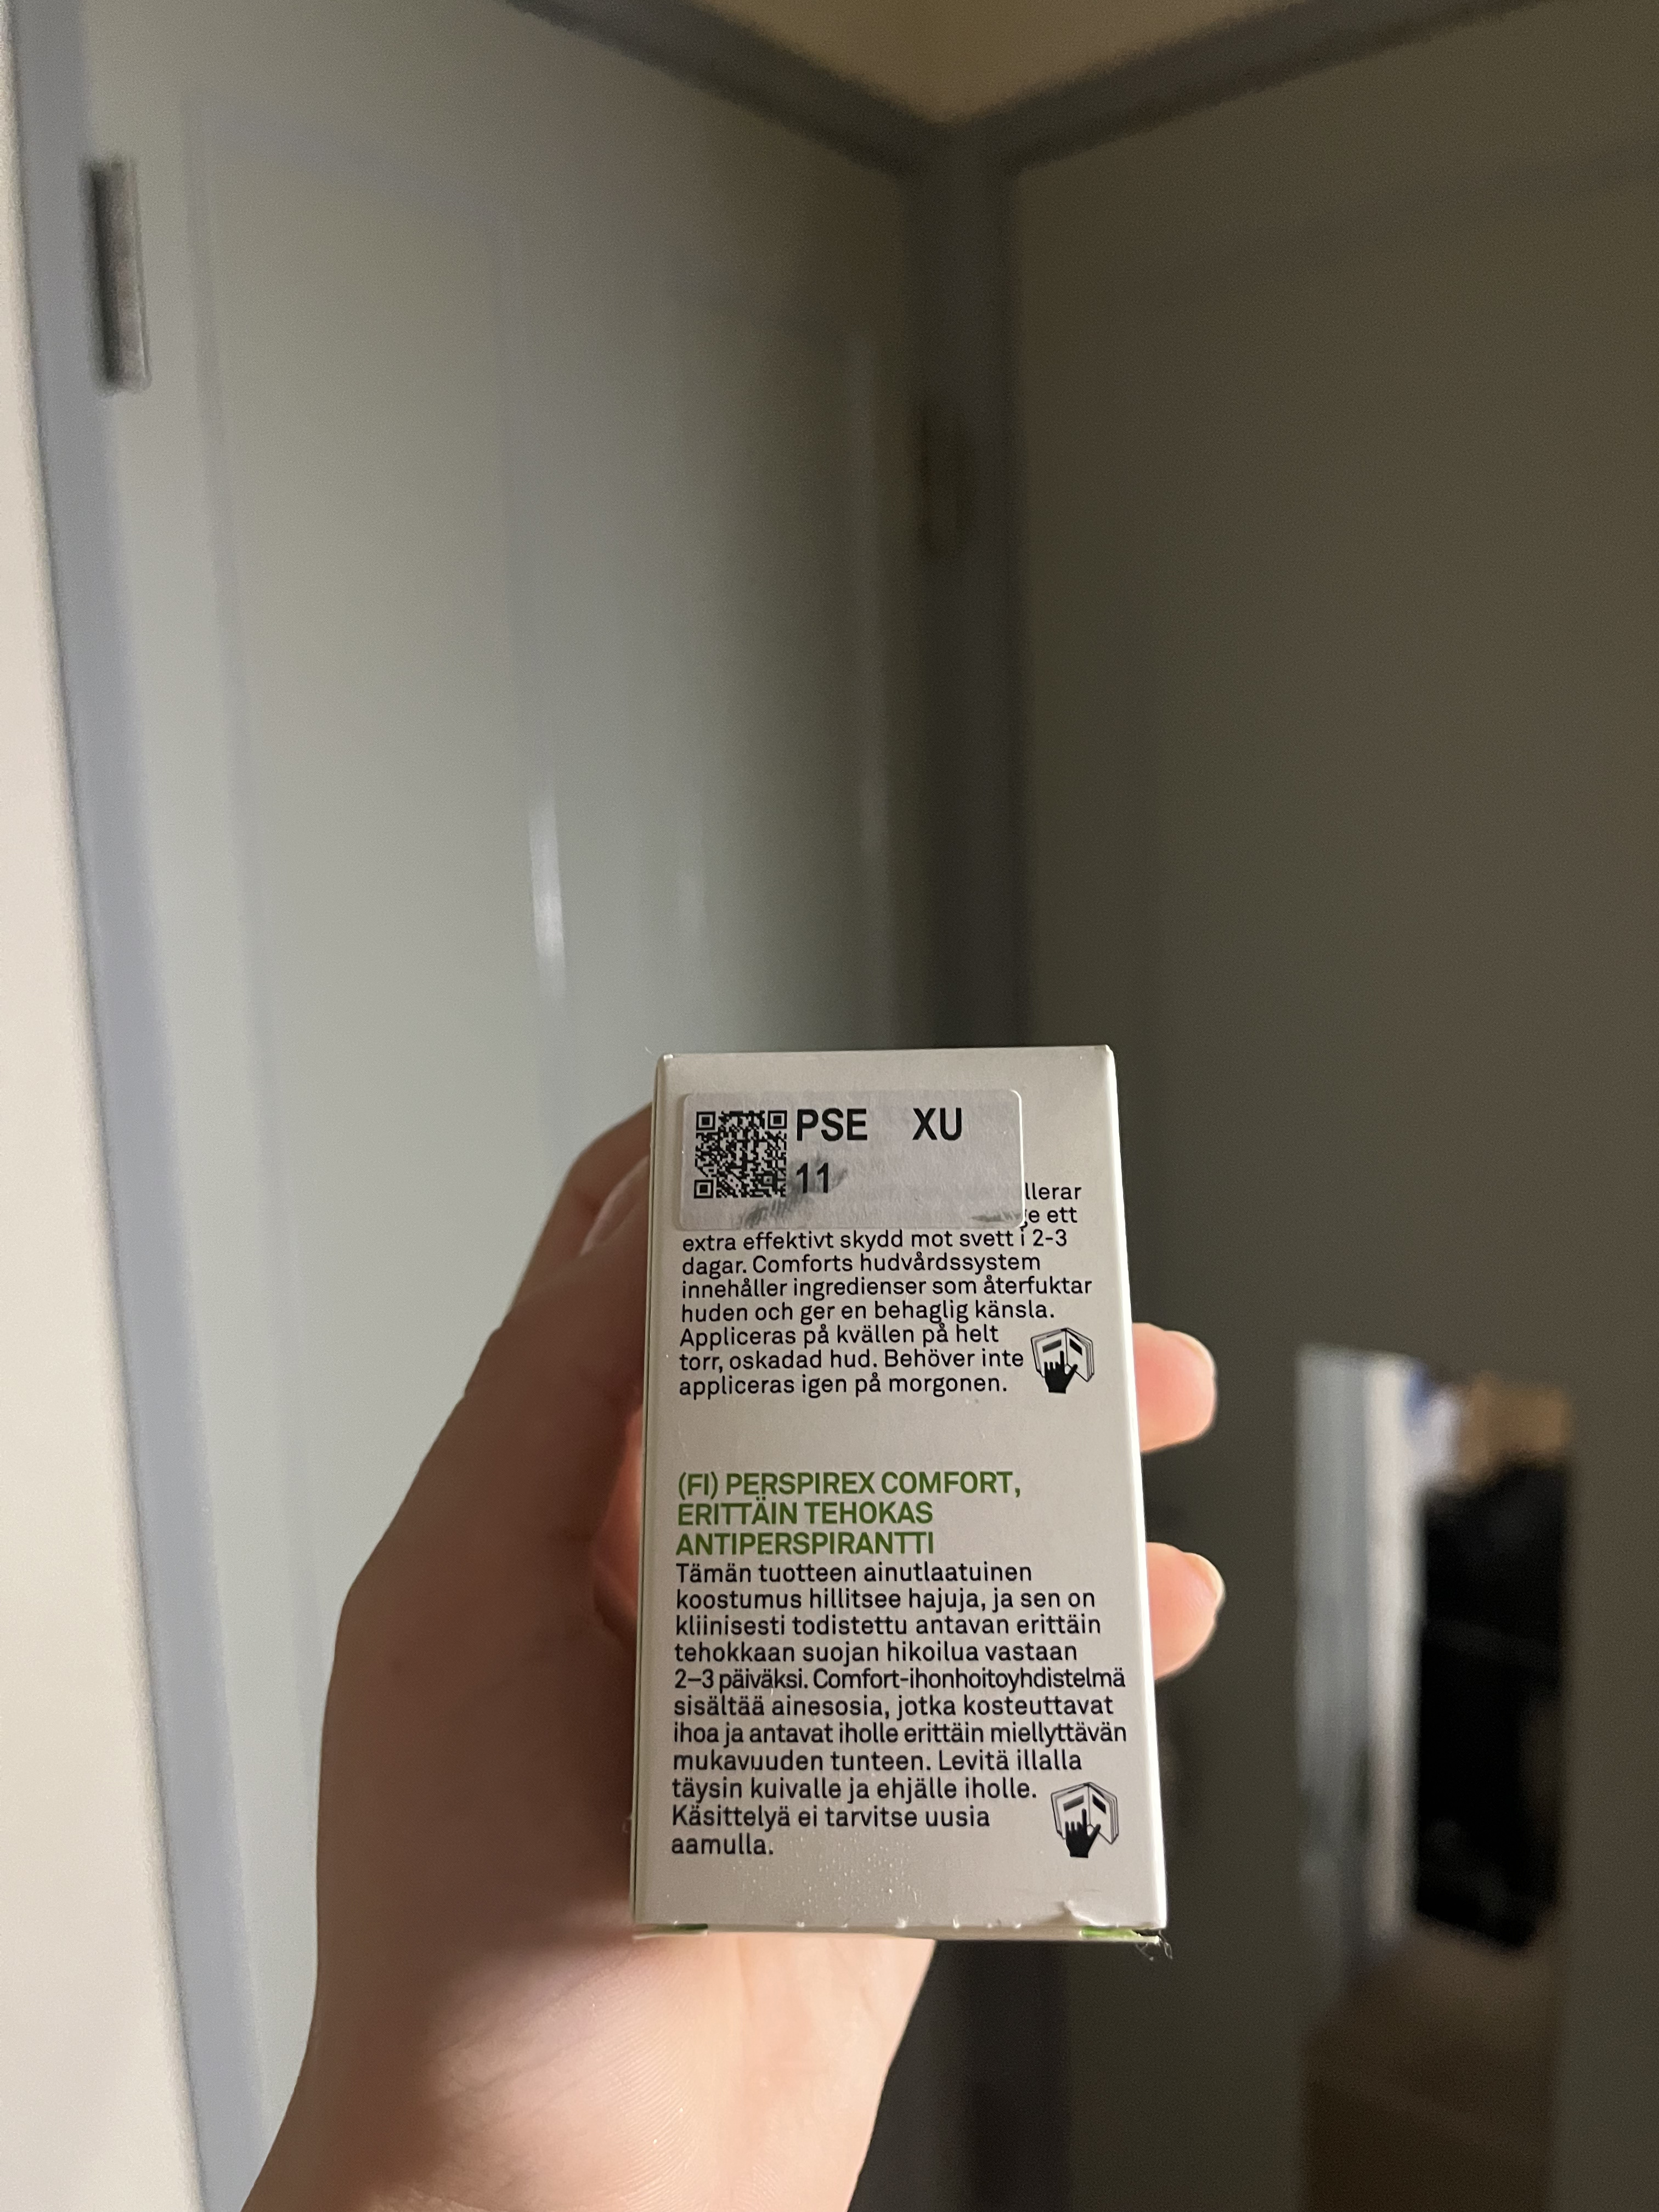 PSE XU
11
llerar
ge ett
extra effektivt skydd mot svett i 2-3
dagar. Comforts hudvårdssystem
innehåller ingredienser som återfuktar
huden och ger en behaglig känsla.
Appliceras på kvällen på helt
torr, oskadad hud. Behöver inte
appliceras igen på morgonen.
(FI) PERSPIREX COMFORT,
ERITTÄIN TEHOKAS
ANTIPERSPIRANTTI
Tämän tuotteen ainutlaatuinen
koostumus hillitsee hajuja, ja sen on
kliinisesti todistettu antavan erittäin
tehokkaan suojan hikoilua vastaan
2–3 päiväksi. Comfort-ihonhoitoyhdistelmä
sisältää ainesosia, jotka kosteuttavat
ihoa ja antavat iholle erittäin miellyttävän
mukavuuden tunteen. Levitä illalla
täysin kuivalle ja ehjälle iholle.
Käsittelyä ei tarvitse uusia
aamulla.